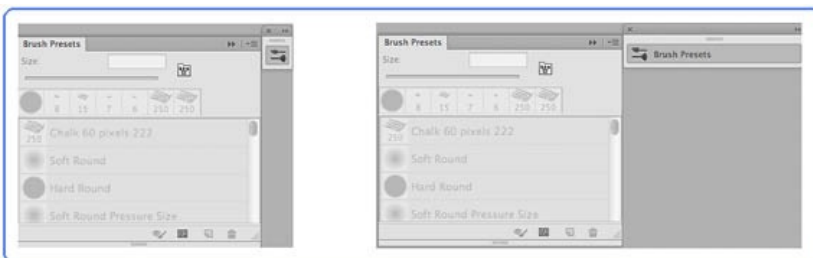 Brush Presets
Size:
8 15 7 6 250 250
250 Chalk 60 pixels 222
Soft Round
Hard Round
Soft Round Pressure Size
Brush Presets
Size:
8 15 7 6 250 250
250 Chalk 60 pixels 222
Soft Round
Hard Round
Soft Round Pressure Size
Brush Presets